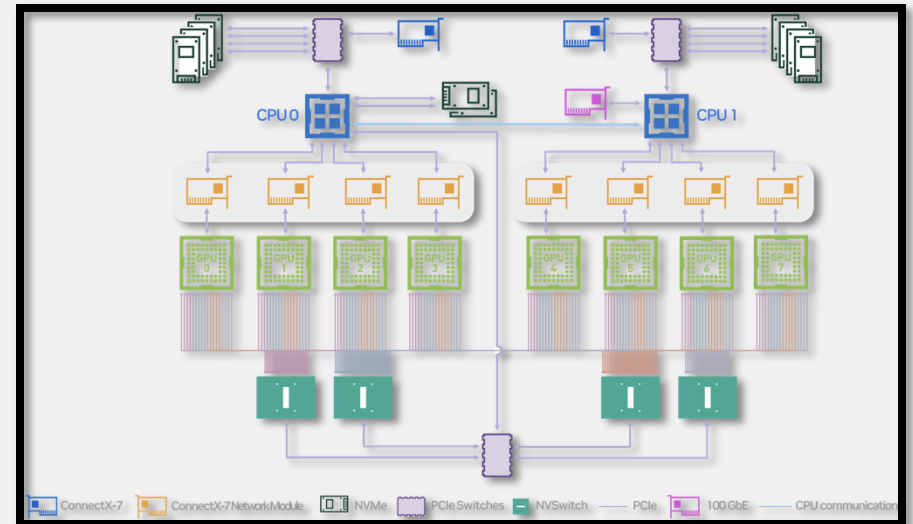 CPU 0
CPU 1
GPU
0
GPU
1
GPU
2
GPU
3
GPU
4
GPU
5
GPU
6
GPU
7
ConnectX-7
ConnectX-7 Network Module
NVMe
PCIe Switches
NVSwitch
PCIe
100 GbE
CPU communication